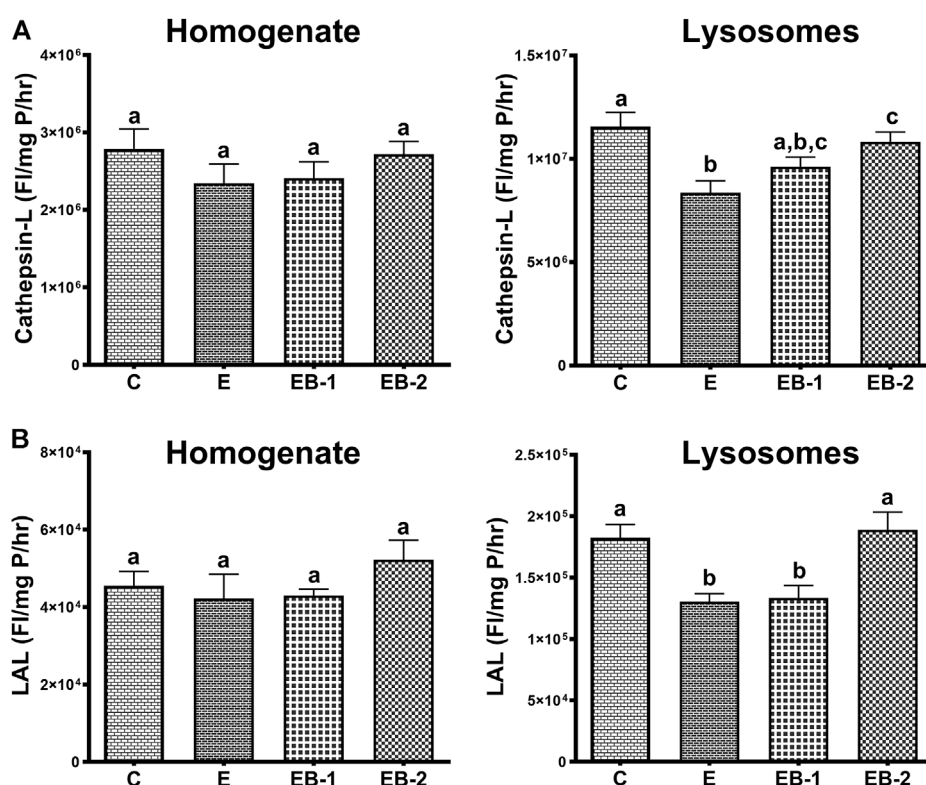 A
Homogenate
Cathepsin-L (FI/mg P/hr)
4×10⁶
3×10⁶
2×10⁶
1×10⁶
0
a
a
a
a
C E EB-1 EB-2
Lysosomes
Cathepsin-L (FI/mg P/hr)
1.5×10⁷
1×10⁷
5×10⁶
0
a
b
a,b,c
c
C E EB-1 EB-2
B
Homogenate
LAL (FI/mg P/hr)
8×10⁴
6×10⁴
4×10⁴
2×10⁴
0
a
a
a
a
C E EB-1 EB-2
Lysosomes
LAL (FI/mg P/hr)
2.5×10⁵
2×10⁵
1.5×10⁵
1×10⁵
5×10⁴
0
a
b
b
a
C E EB-1 EB-2